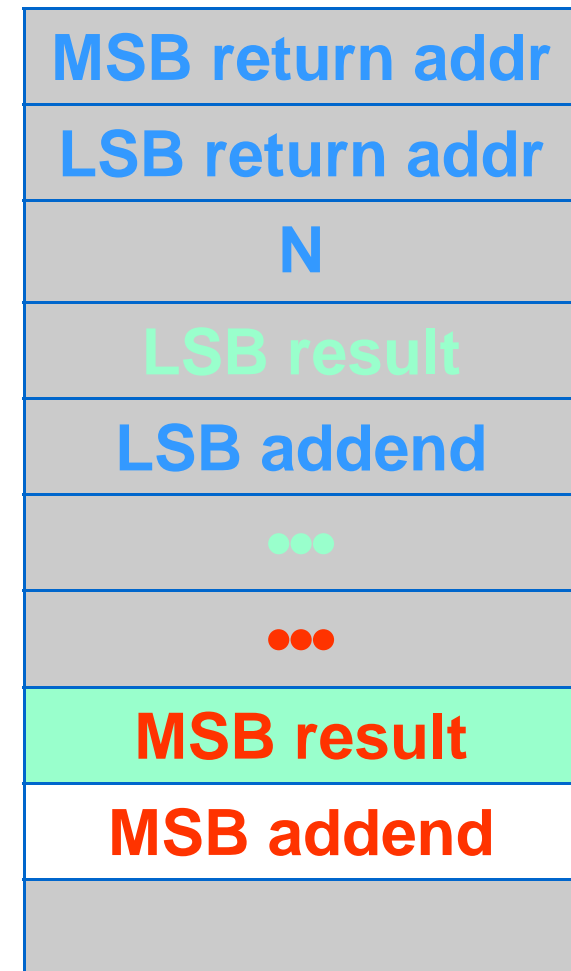 MSB return addr
LSB return addr
N
LSB result
LSB addend
•••
•••
MSB result
MSB addend